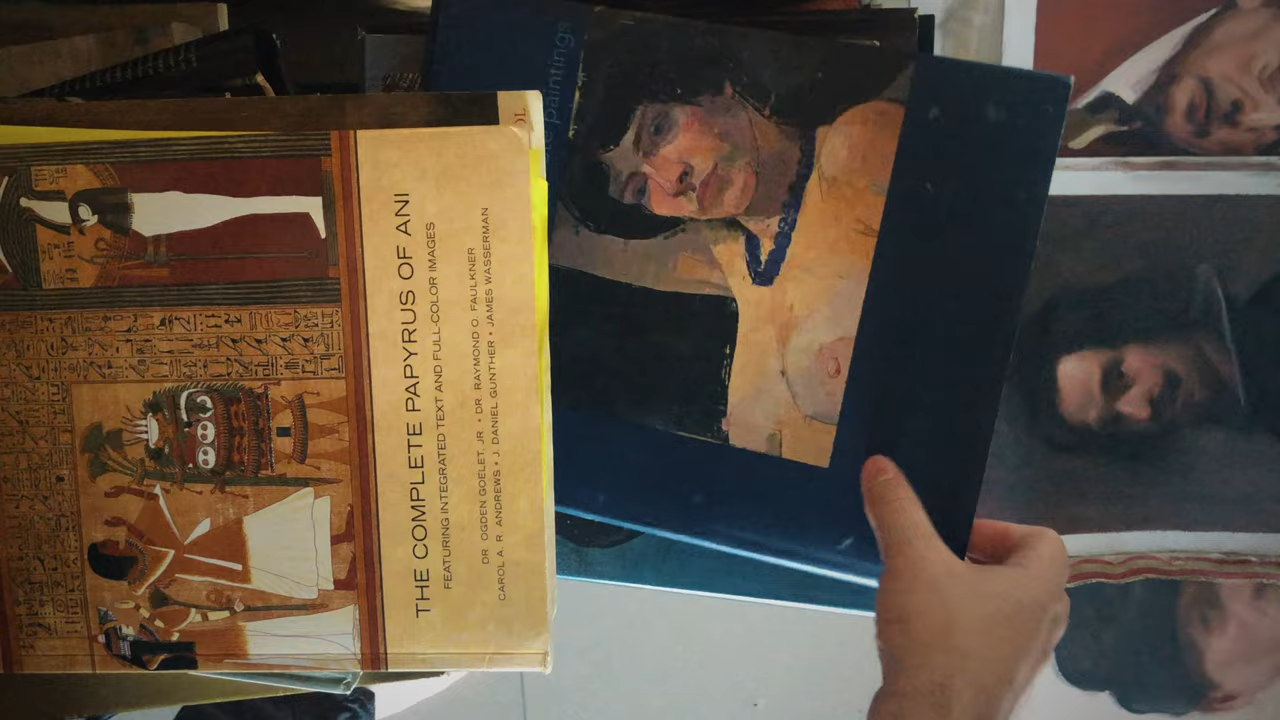 THE COMPLETE PAPYRUS OF ANI
FEATURING INTEGRATED TEXT AND FULL-COLOR IMAGES
DR. OGDEN GOELET, JR. • DR. RAYMOND O. FAULKNER
CAROL A. R. ANDREWS • J. DANIEL GUNTHER • JAMES WASSERMAN
paintings